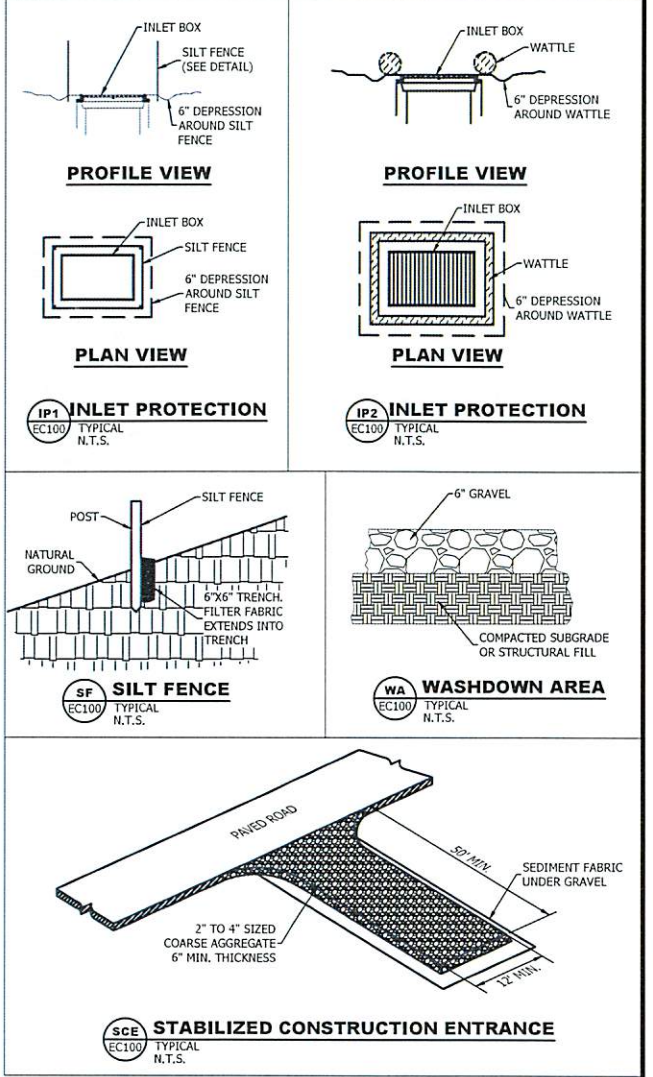 INLET BOX
SILT FENCE
(SEE DETAIL)
6" DEPRESSION
AROUND SILT
FENCE
PROFILE VIEW
INLET BOX
SILT FENCE
6" DEPRESSION
AROUND SILT
FENCE
PLAN VIEW
IP1
EC100
INLET PROTECTION
TYPICAL
N.T.S.
INLET BOX
WATTLE
6" DEPRESSION
AROUND WATTLE
PROFILE VIEW
INLET BOX
WATTLE
6" DEPRESSION
AROUND WATTLE
PLAN VIEW
IP2
EC100
INLET PROTECTION
TYPICAL
N.T.S.
SILT FENCE
POST
NATURAL
GROUND
6"X6" TRENCH.
FILTER FABRIC
EXTENDS INTO
TRENCH
SF
EC100
SILT FENCE
TYPICAL
N.T.S.
6" GRAVEL
COMPACTED SUBGRADE
OR STRUCTURAL FILL
WA
EC100
WASHDOWN AREA
TYPICAL
N.T.S.
PAVED ROAD
50' MIN.
SEDIMENT FABRIC
UNDER GRAVEL
2" TO 4" SIZED
COARSE AGGREGATE
6" MIN. THICKNESS
12' MIN.
SCE
EC100
STABILIZED CONSTRUCTION ENTRANCE
TYPICAL
N.T.S.